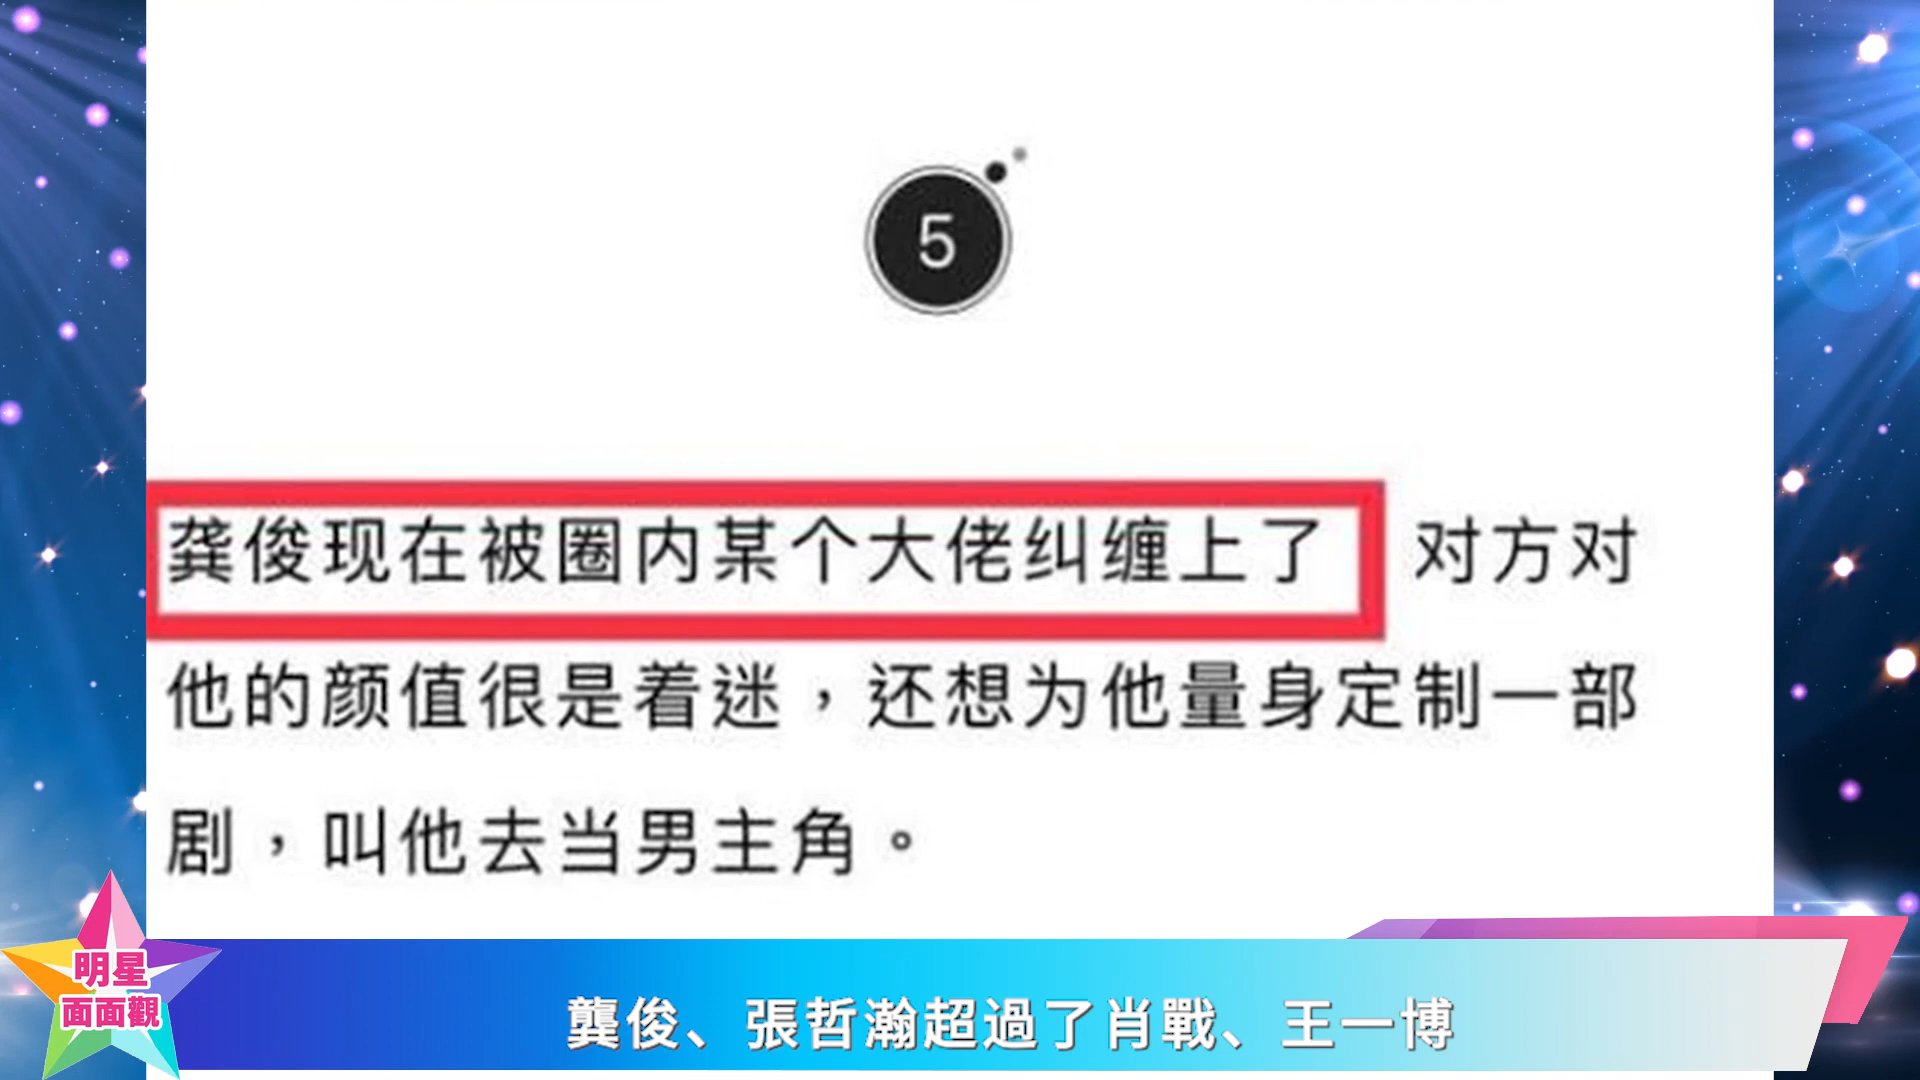 5
龚俊现在被圈内某个大佬纠缠上了 对方对
他的颜值很是着迷，还想为他量身定制一部
剧，叫他去当男主角。
明星
面面觀
龔俊、張哲瀚超過了肖戰、王一博